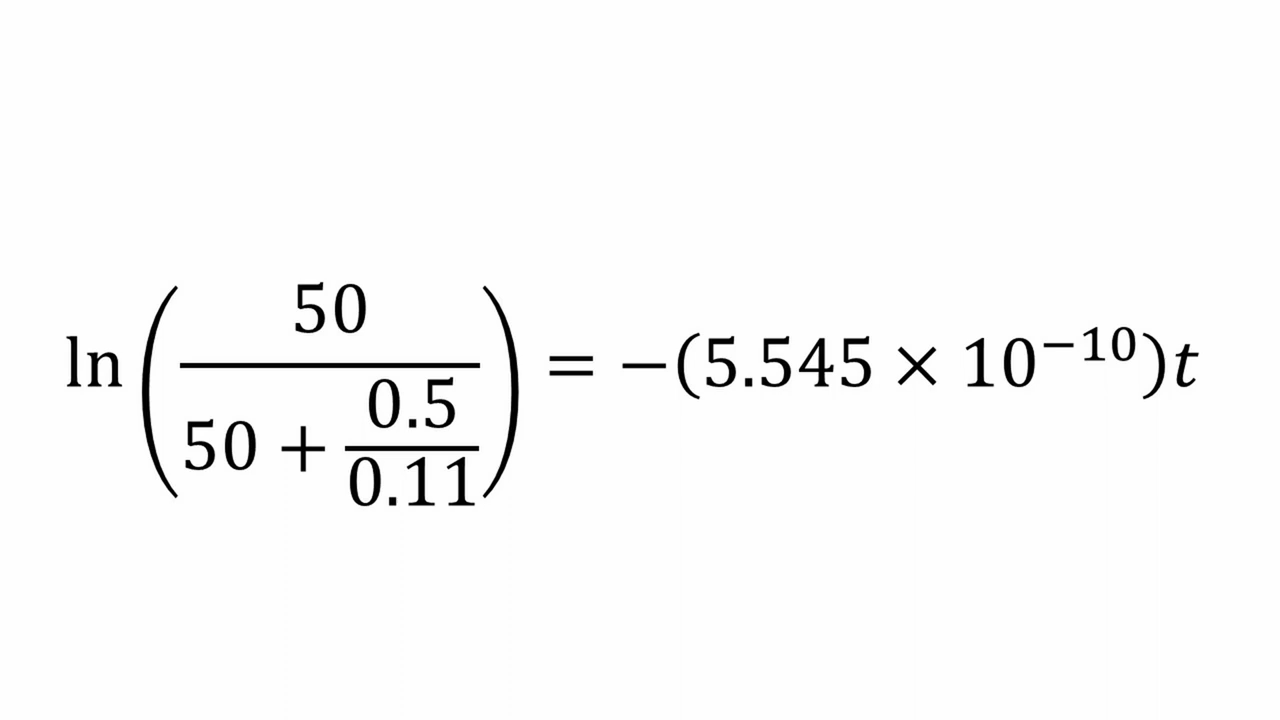 ln(50 / (50 + 0.5/0.11)) = −(5.545 × 10⁻¹⁰)t